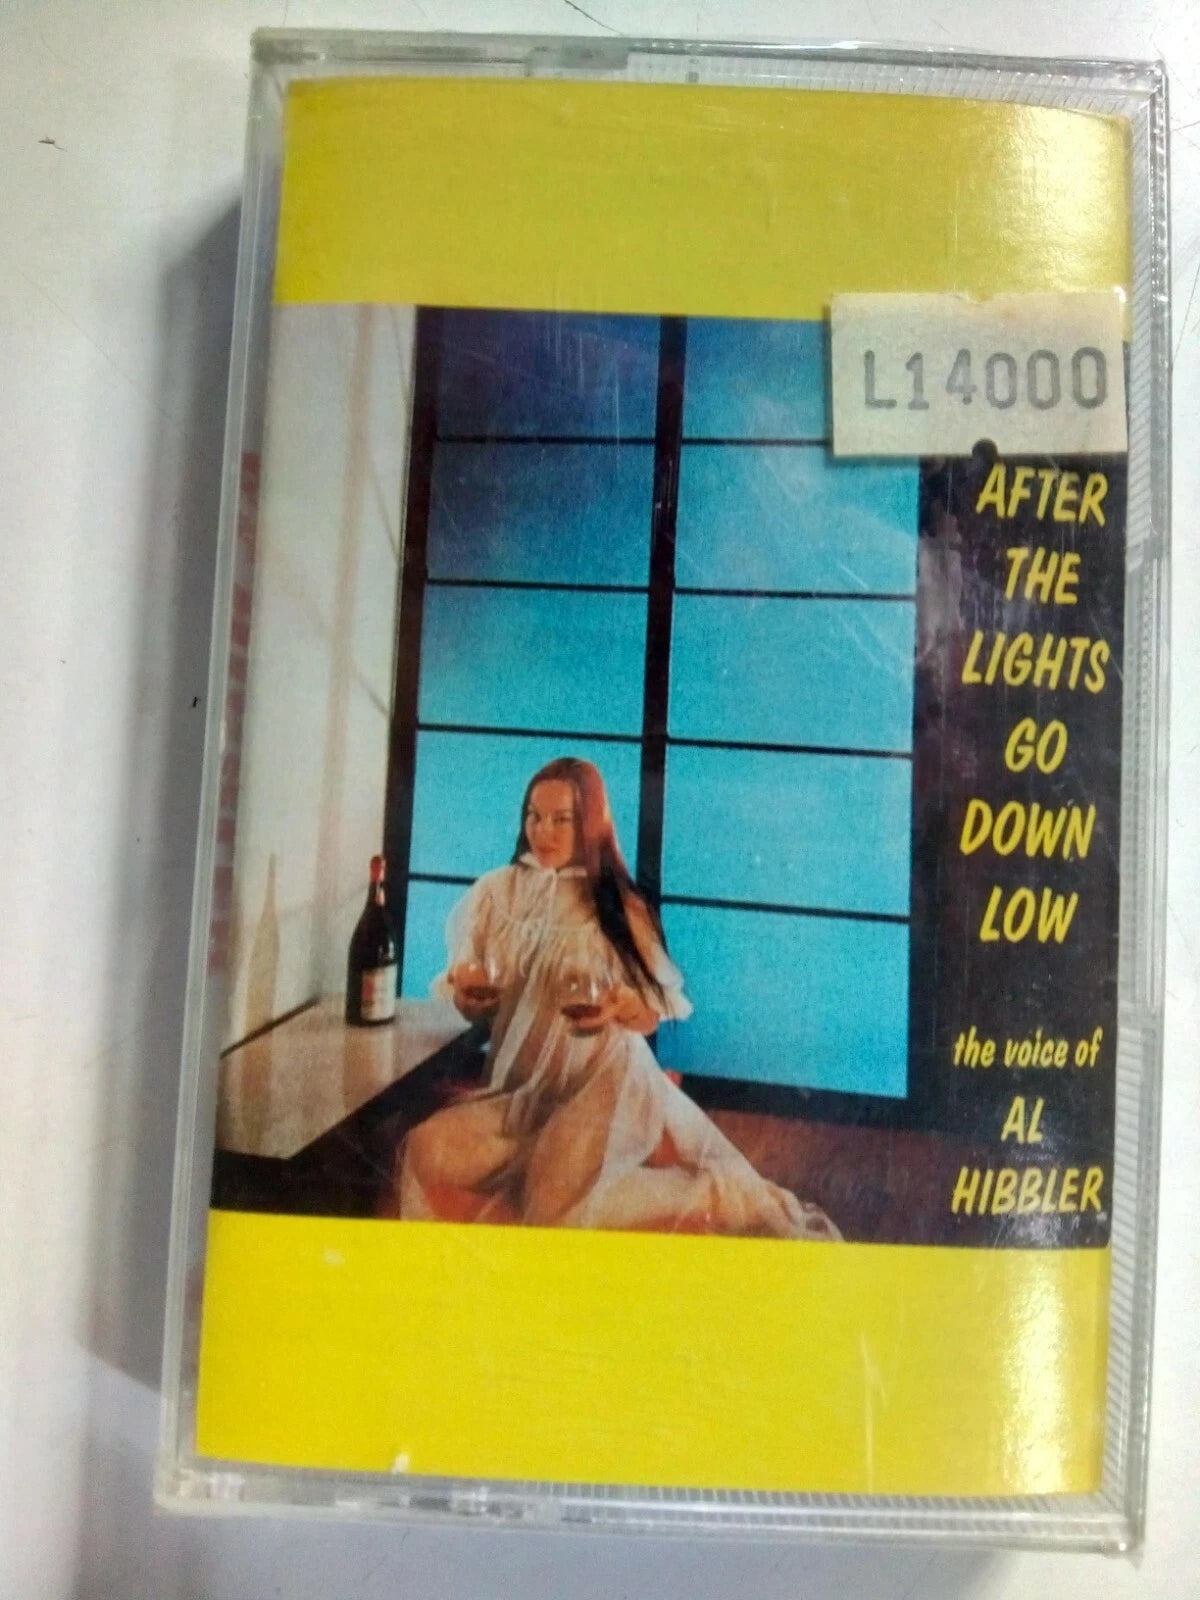 L14000
AFTER
THE
LIGHTS
GO
DOWN
LOW
the voice of
AL
HIBBLER